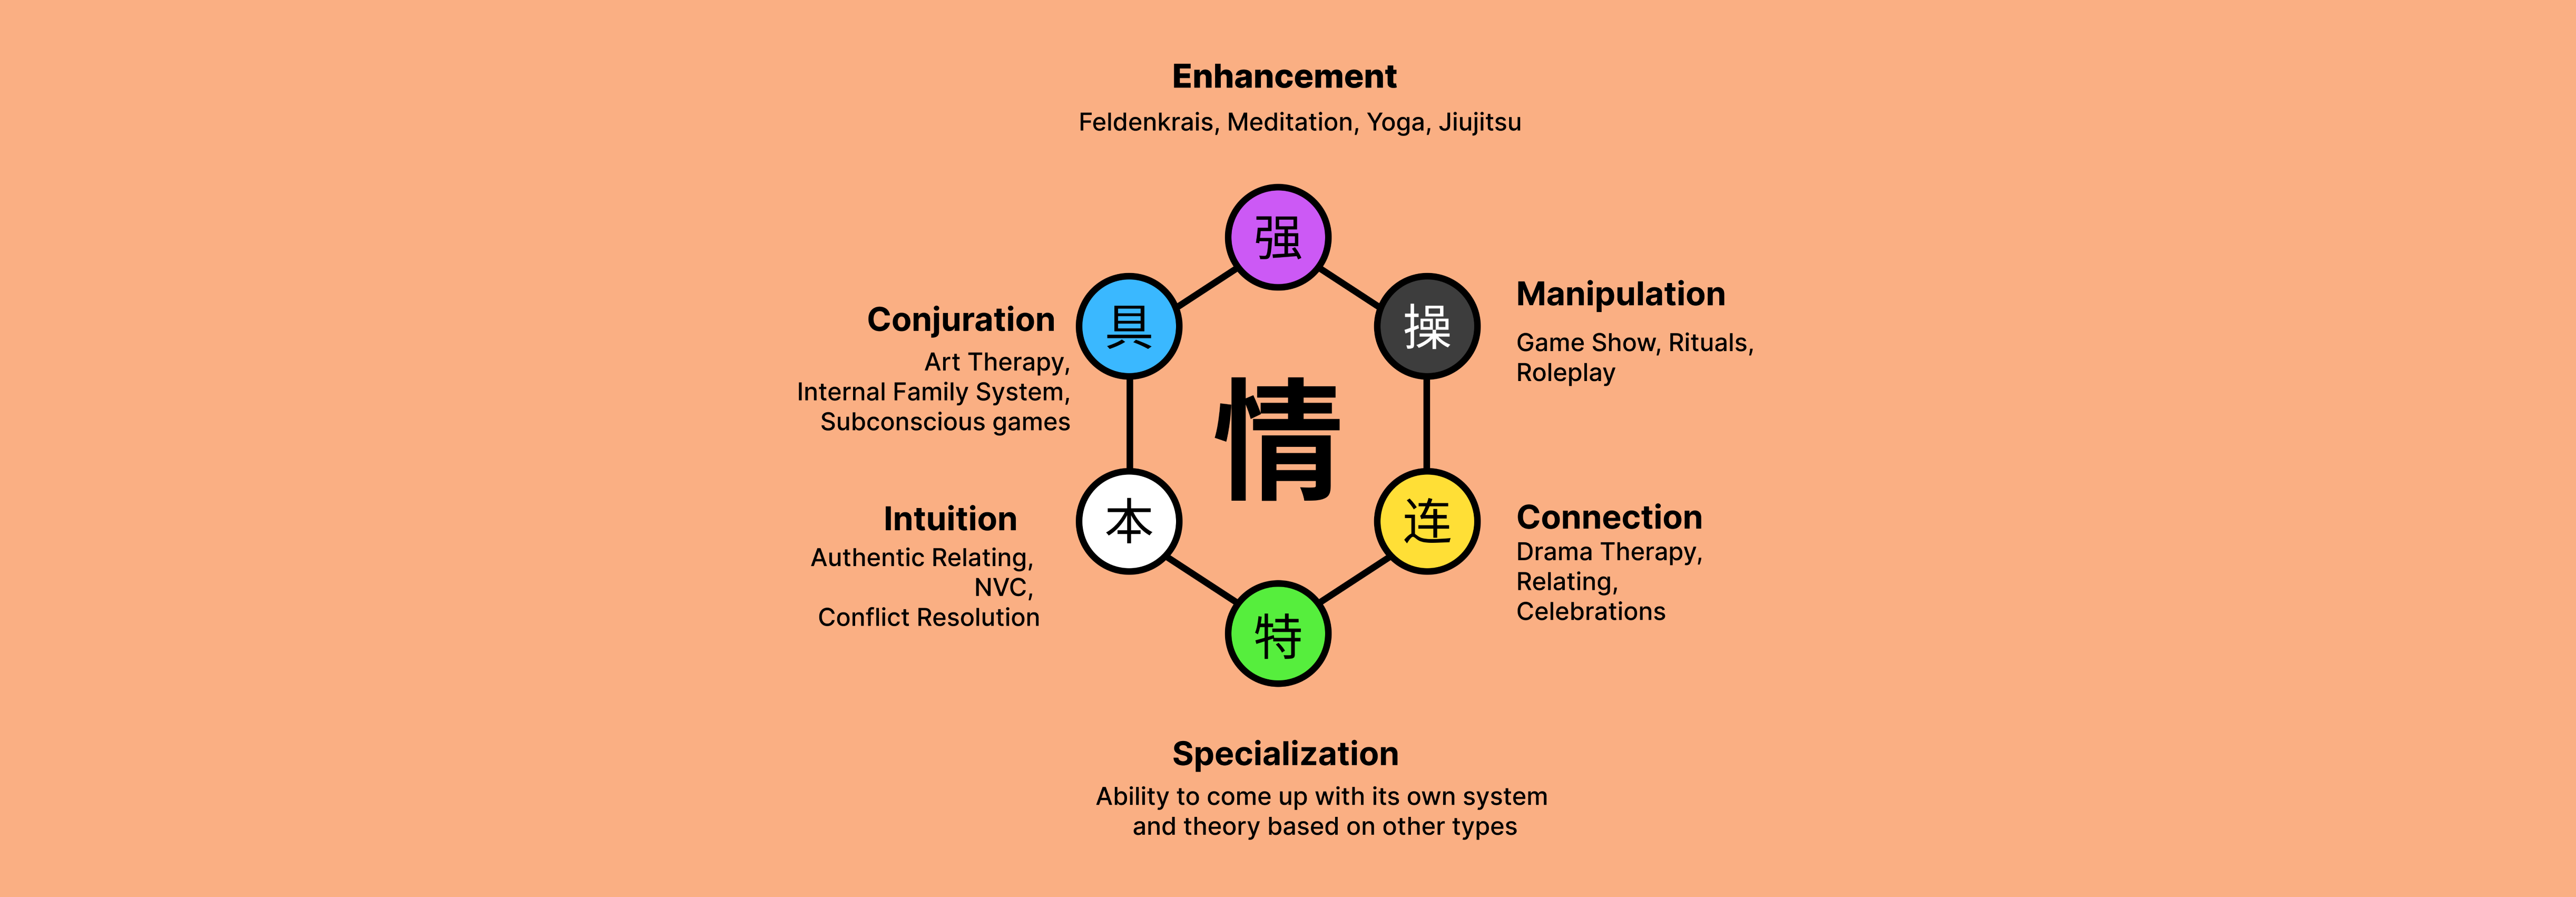 Enhancement
Feldenkrais, Meditation, Yoga, Jiujitsu
强
具
操
Conjuration
Art Therapy,
Internal Family System,
Subconscious games
Manipulation
Game Show, Rituals,
Roleplay
情
本
连
Intuition
Authentic Relating,
NVC,
Conflict Resolution
Connection
Drama Therapy,
Relating,
Celebrations
特
Specialization
Ability to come up with its own system
and theory based on other types